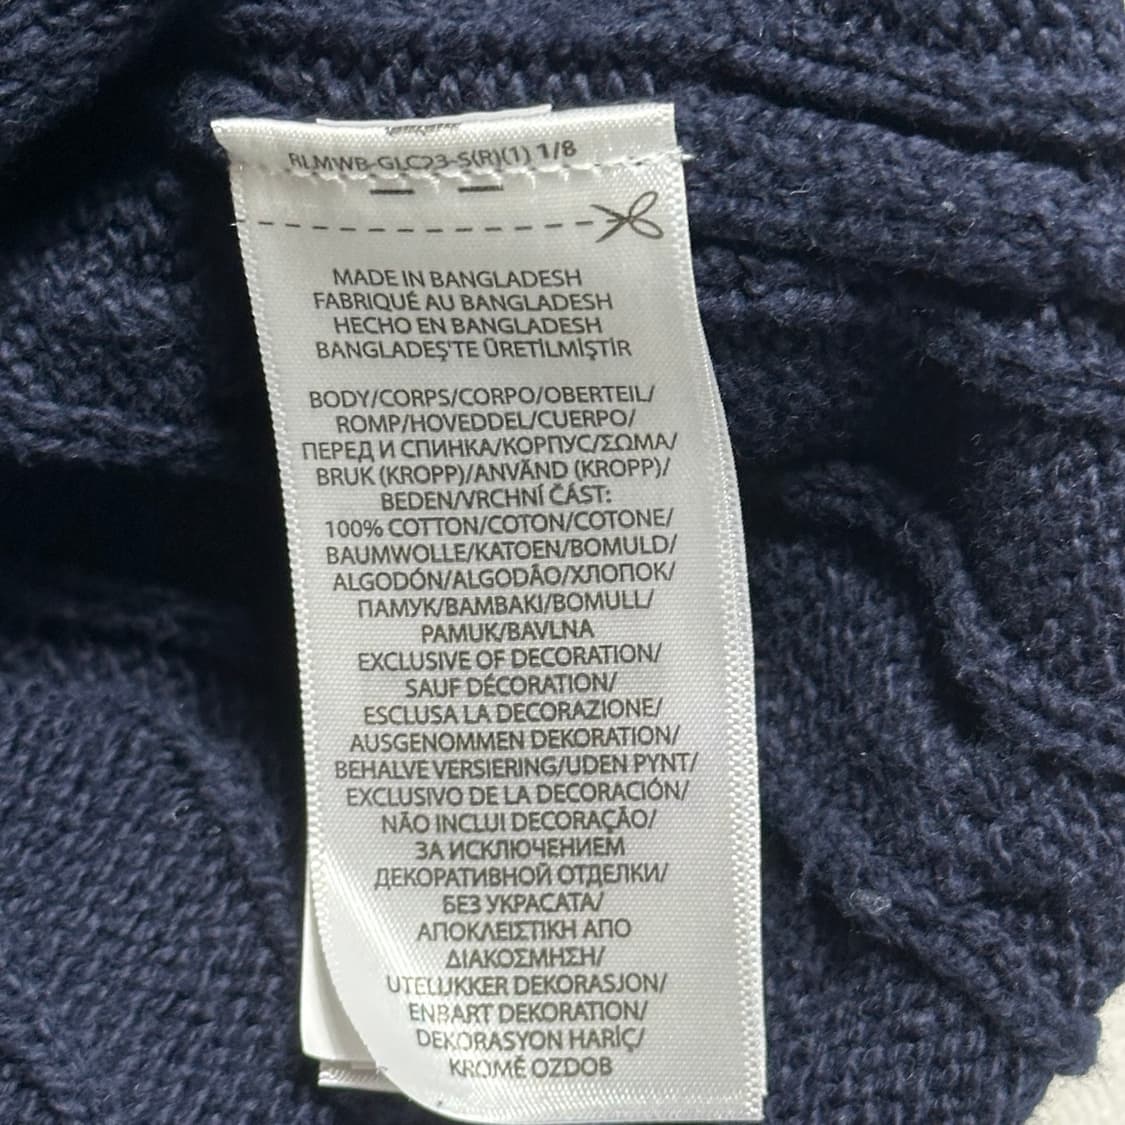 RLMWB-GLC23-S(R)(1) 1/8
MADE IN BANGLADESH
FABRIQUÉ AU BANGLADESH
HECHO EN BANGLADESH
BANGLADEŞ'TE ÜRETİLMİŞTİR
BODY/CORPS/CORPO/OBERTEIL/
ROMP/HOVEDDEL/CUERPO/
ПЕРЕД И СПИНКА/КОРПУС/ΣΩΜΑ/
BRUK (KROPP)/ANVÄND (KROPP)/
BEDEN/VRCHNÍ ČÁST:
100% COTTON/COTON/COTONE/
BAUMWOLLE/KATOEN/BOMULD/
ALGODÓN/ALGODÃO/ХЛОПОК/
ПАМУК/ΒΑΜΒΑΚΙ/BOMULL/
PAMUK/BAVLNA
EXCLUSIVE OF DECORATION/
SAUF DÉCORATION/
ESCLUSA LA DECORAZIONE/
AUSGENOMMEN DEKORATION/
BEHALVE VERSIERING/UDEN PYNT/
EXCLUSIVO DE LA DECORACIÓN/
NÃO INCLUI DECORAÇÃO/
ЗА ИСКЛЮЧЕНИЕМ
ДЕКОРАТИВНОЙ ОТДЕЛКИ/
БЕЗ УКРАСАТА/
ΑΠΟΚΛΕΙΣΤΙΚΗ ΑΠΟ
ΔΙΑΚΟΣΜΗΣΗ/
UTELUKKER DEKORASJON/
ENBART DEKORATION/
DEKORASYON HARİÇ/
KROMĚ OZDOB